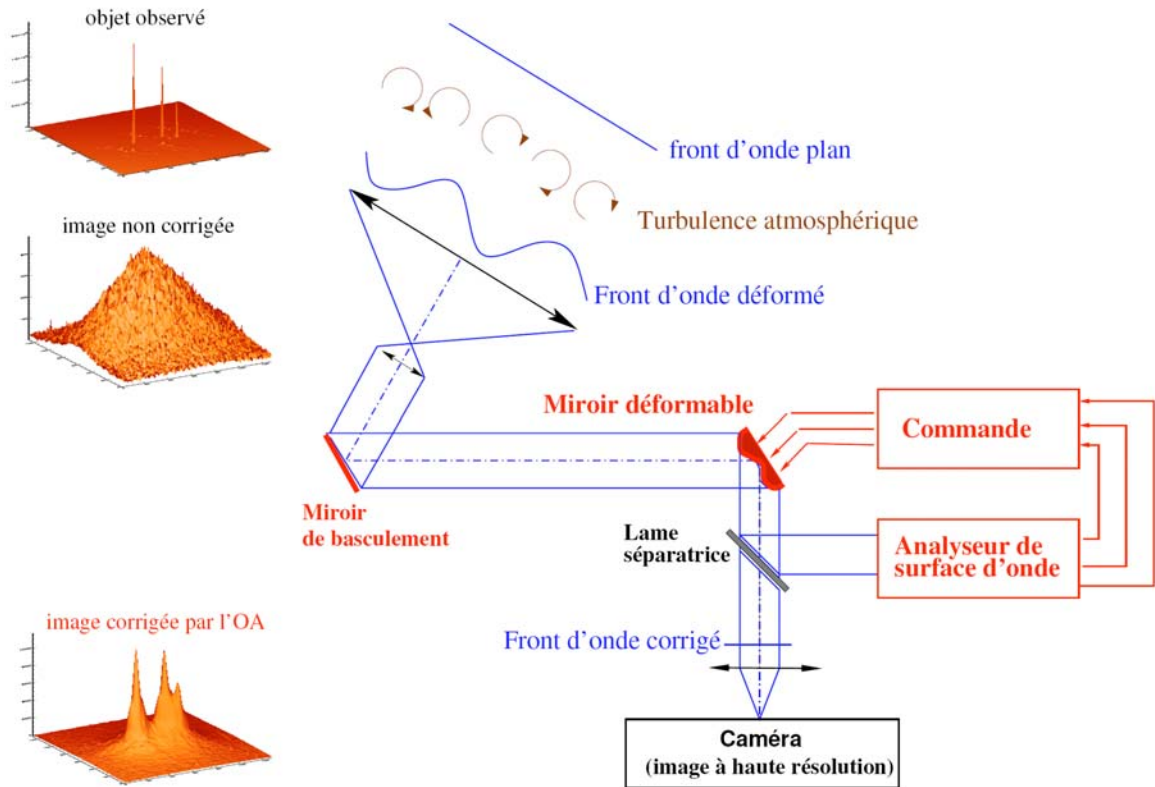 objet observé
front d'onde plan
Turbulence atmosphérique
image non corrigée
Front d'onde déformé
Miroir déformable
Commande
Miroir
de basculement
Lame
séparatrice
Analyseur de
surface d'onde
image corrigée par l'OA
Front d'onde corrigé
Caméra
(image à haute résolution)